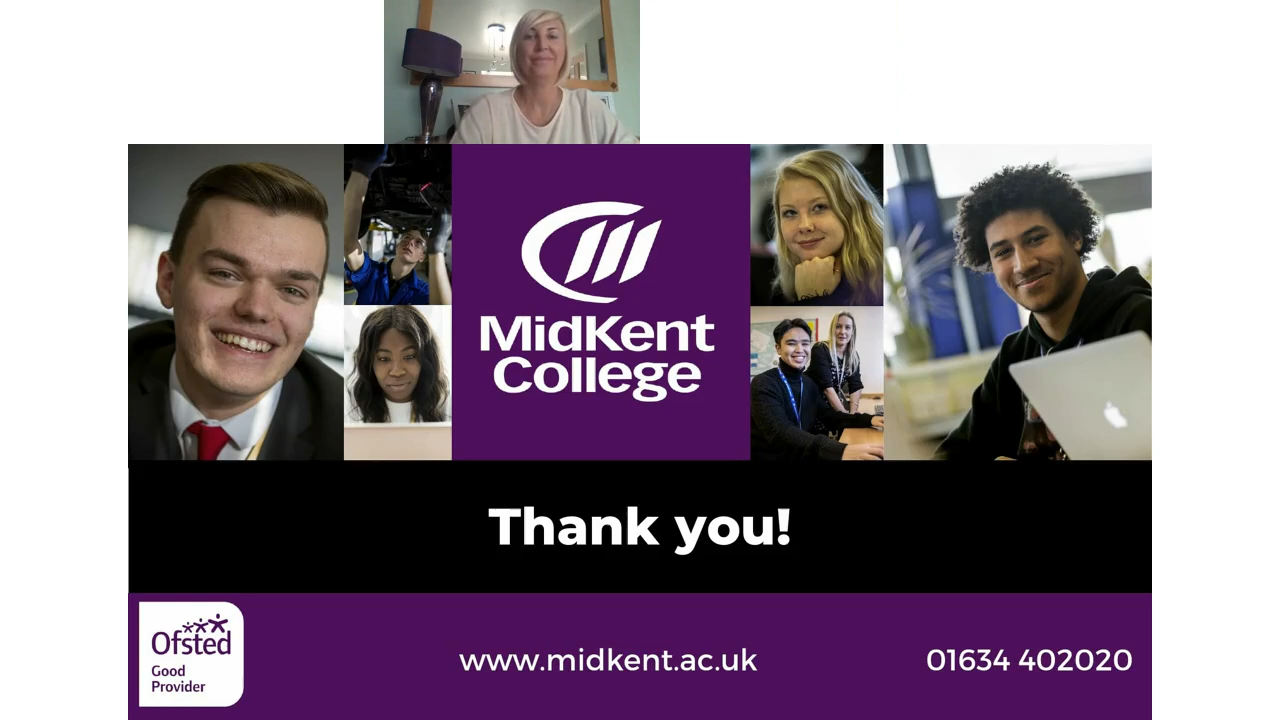 MidKent
College
Thank you!
Ofsted
Good
Provider
www.midkent.ac.uk
01634 402020